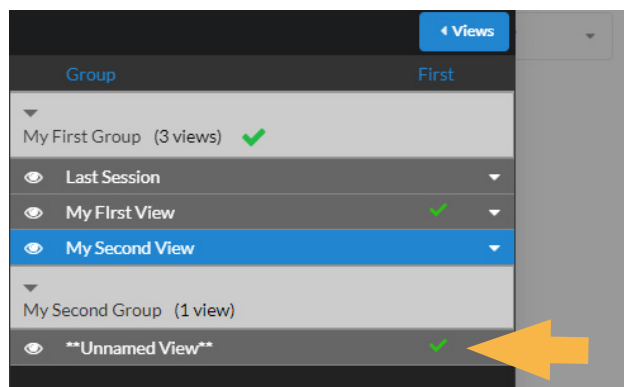 Views
Group First
My First Group (3 views)
Last Session
My FIrst View
My Second View
My Second Group (1 view)
**Unnamed View**